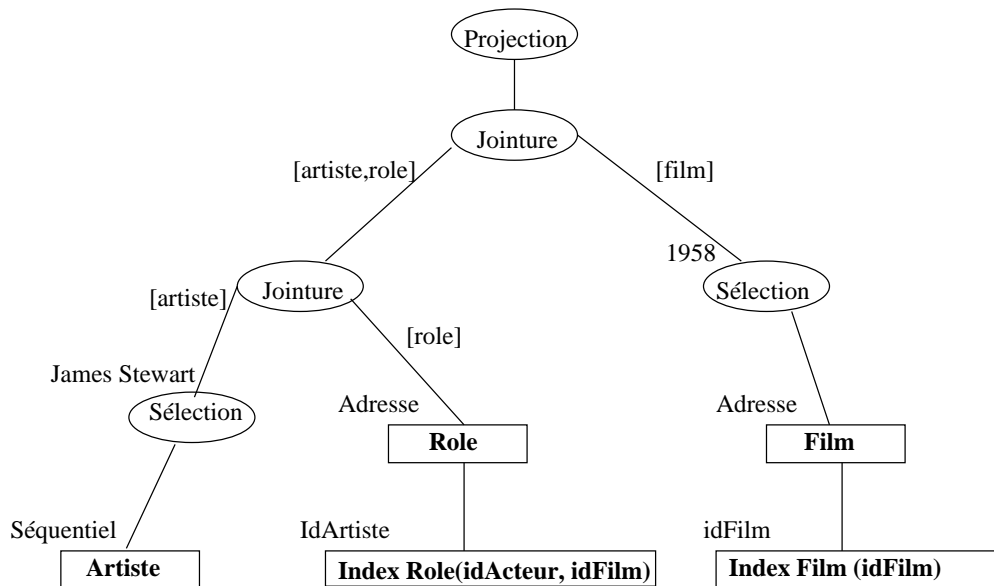 Projection
Jointure
[artiste,role]
[film]
1958
Jointure
Sélection
[artiste]
[role]
James Stewart
Sélection
Adresse
Adresse
Role
Film
Séquentiel
IdArtiste
idFilm
Artiste
Index Role(idActeur, idFilm)
Index Film (idFilm)